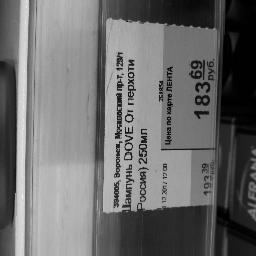 394005, Воронеж, Московский пр-т, 129/1
Шампунь DOVE От перхоти
(Россия) 250мл
Цена по карте ЛЕНТА
183 69
руб.
193 39
руб.